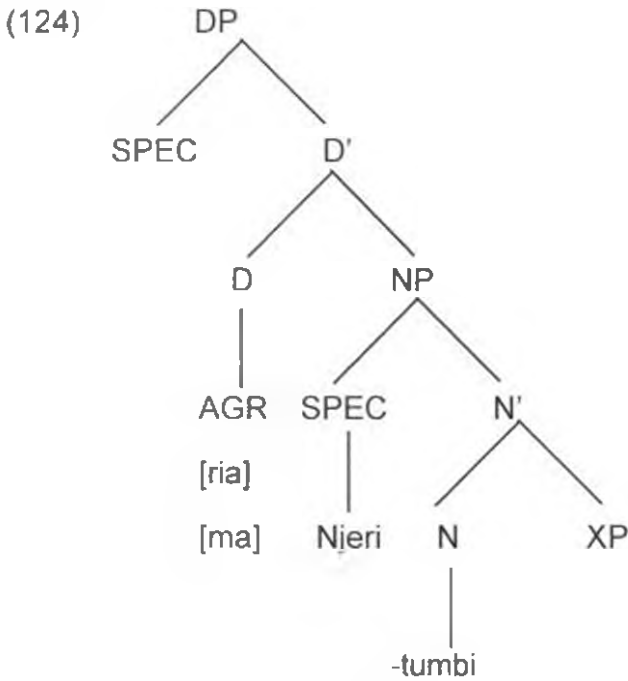 (124) DP
SPEC D'
D NP
AGR SPEC N'
[ria]
[ma] Njeri N XP
-tumbi